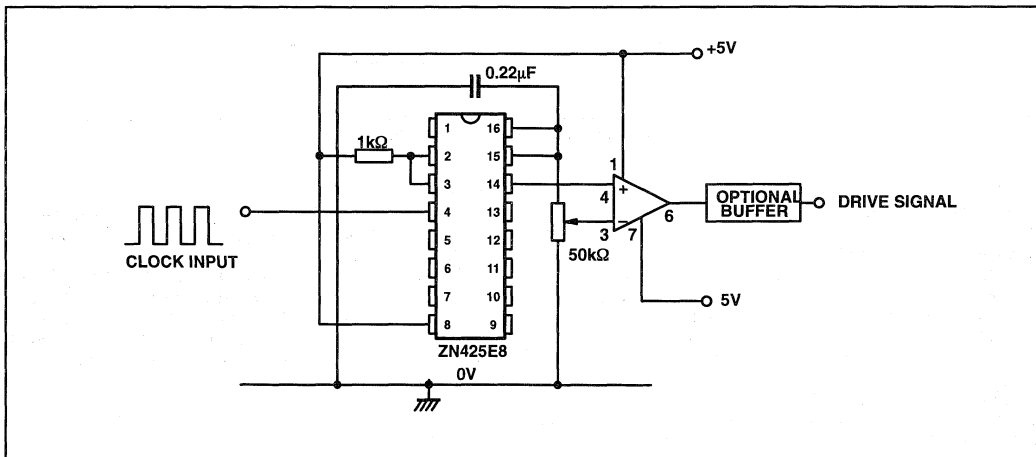 +5V
0.22µF
1kΩ
1 16
2 15
3 14
4 13
5 12
6 11
7 10
8 9
ZN425E8
0V
CLOCK INPUT
50kΩ
1
4
+
3
−
7
6
OPTIONAL
BUFFER
DRIVE SIGNAL
5V